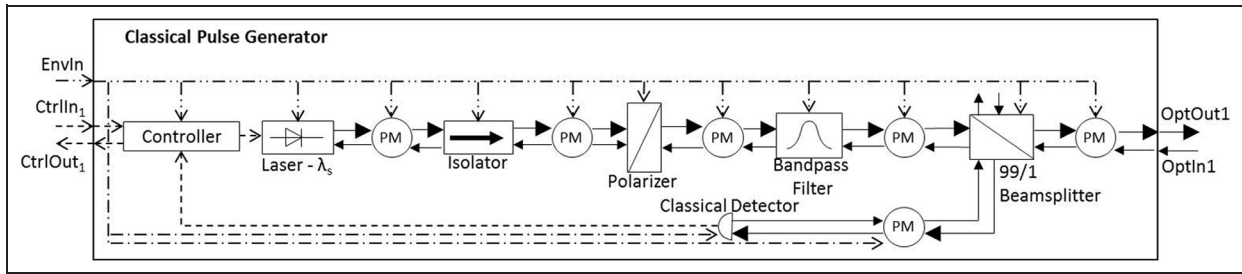 Classical Pulse Generator
EnvIn
CtrlIn₁
CtrlOut₁
Controller
Laser - λₛ
PM
Isolator
PM
Polarizer
PM
Bandpass
Filter
PM
99/1
Beamsplitter
PM
OptOut1
OptIn1
Classical Detector
PM